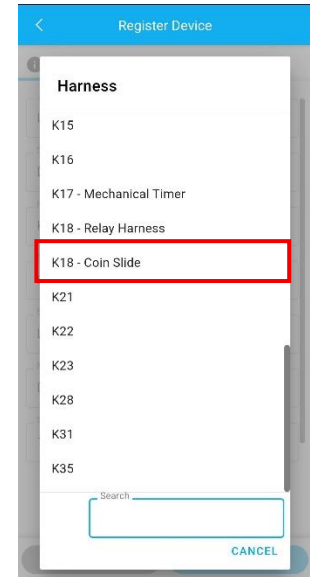 Register Device
Harness
K15
K16
K17 - Mechanical Timer
K18 - Relay Harness
K18 - Coin Slide
K21
K22
K23
K28
K31
K35
Search
CANCEL